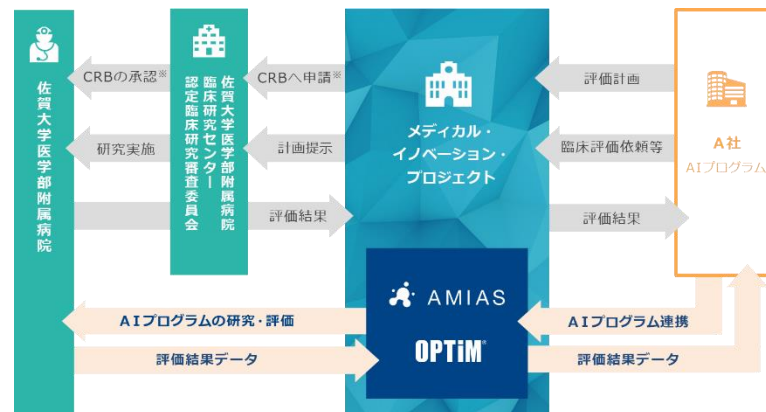 佐賀大学医学部附属病院
CRBの承認※
研究実施
佐賀大学医学部附属病院
臨床研究センター
認定臨床研究審査委員会
CRBへ申請※
計画提示
評価結果
メディカル・
イノベーション・
プロジェクト
評価計画
臨床評価依頼等
評価結果
A社
AIプログラム
AIプログラムの研究・評価
評価結果データ
AMIAS
OPTiM®
AIプログラム連携
評価結果データ